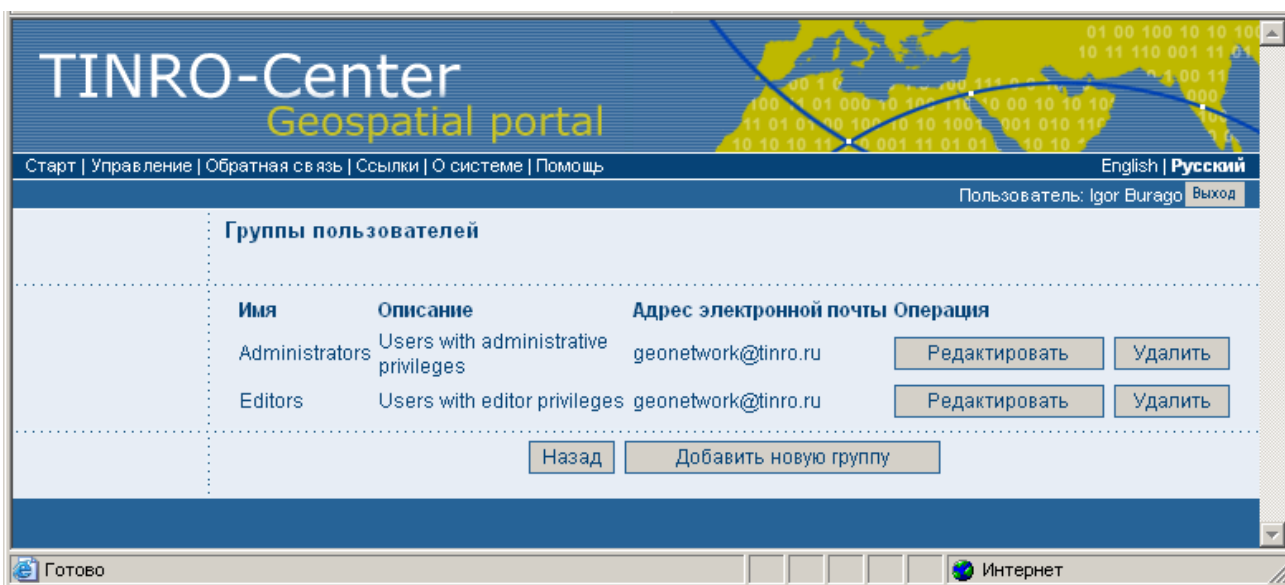 TINRO-Center
Geospatial portal
Старт | Управление | Обратная связь | Ссылки | О системе | Помощь
English | Русский
Пользователь: Igor Burago Выход
Группы пользователей
Имя Описание Адрес электронной почты Операция
Administrators Users with administrative privileges geonetwork@tinro.ru Редактировать Удалить
Editors Users with editor privileges geonetwork@tinro.ru Редактировать Удалить
Назад Добавить новую группу
Готово Интернет